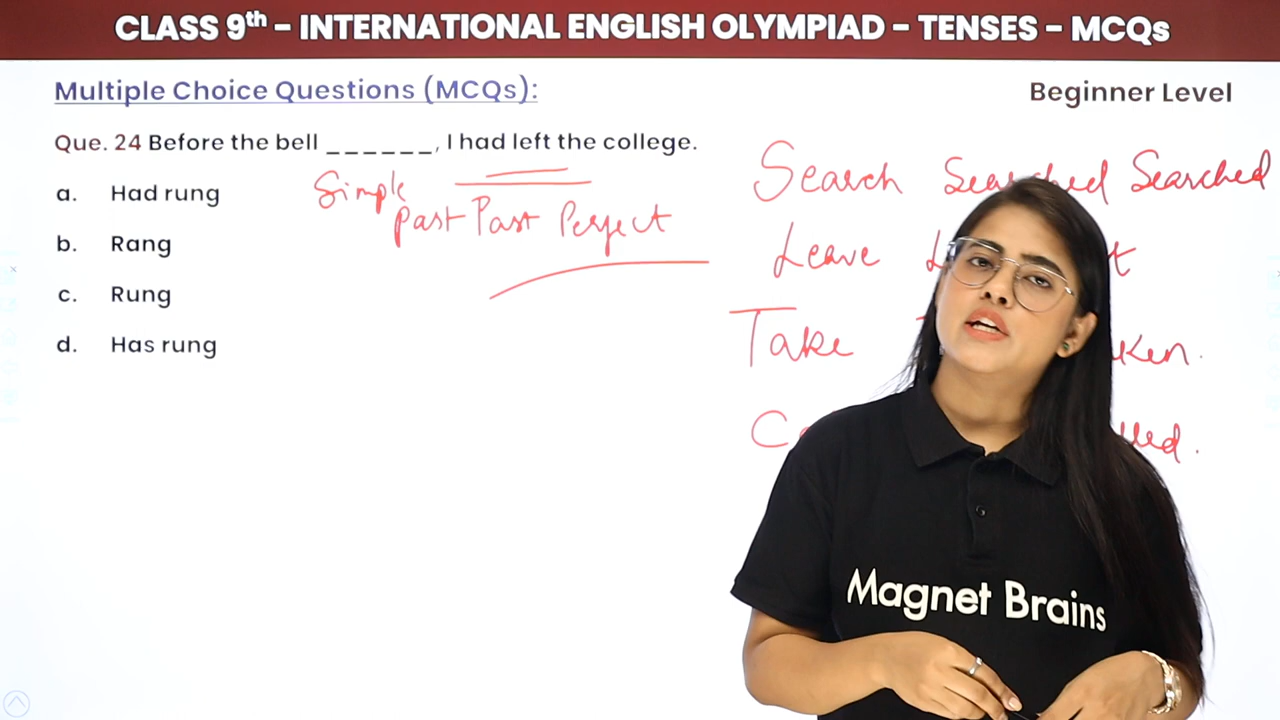 CLASS 9th – INTERNATIONAL ENGLISH OLYMPIAD – TENSES – MCQs
Multiple Choice Questions (MCQs):
Beginner Level
Que. 24 Before the bell ______, I had left the college.
a. Had rung
b. Rang
c. Rung
d. Has rung
Simple
Past Past Perfect
Search Searched Searched
Leave
Take
Magnet Brains